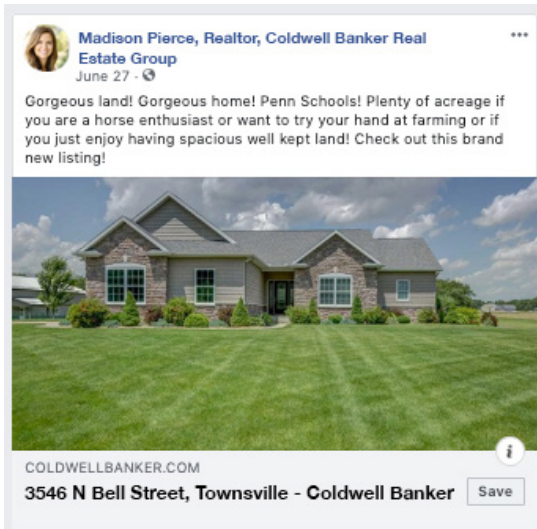 Madison Pierce, Realtor, Coldwell Banker Real
Estate Group
June 27 ·
Gorgeous land! Gorgeous home! Penn Schools! Plenty of acreage if
you are a horse enthusiast or want to try your hand at farming or if
you just enjoy having spacious well kept land! Check out this brand
new listing!
i
COLDWELLBANKER.COM
3546 N Bell Street, Townsville - Coldwell Banker
Save